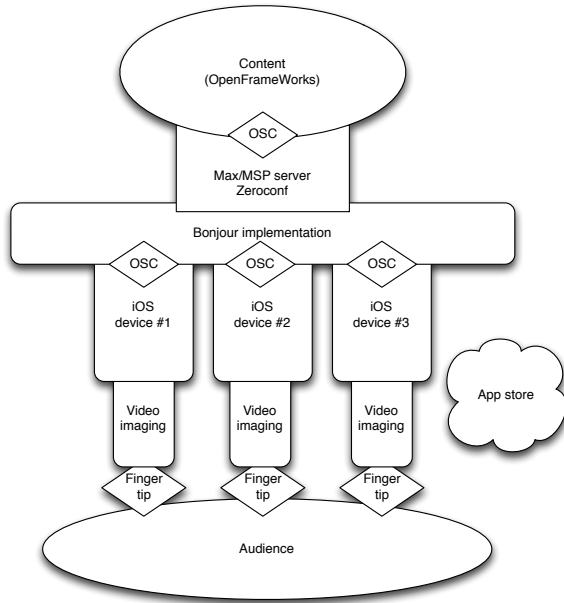 Content
(OpenFrameWorks)
OSC
Max/MSP server
Zeroconf
Bonjour implementation
OSC
OSC
OSC
iOS
device #1
iOS
device #2
iOS
device #3
App store
Video
imaging
Video
imaging
Video
imaging
Finger
tip
Finger
tip
Finger
tip
Audience